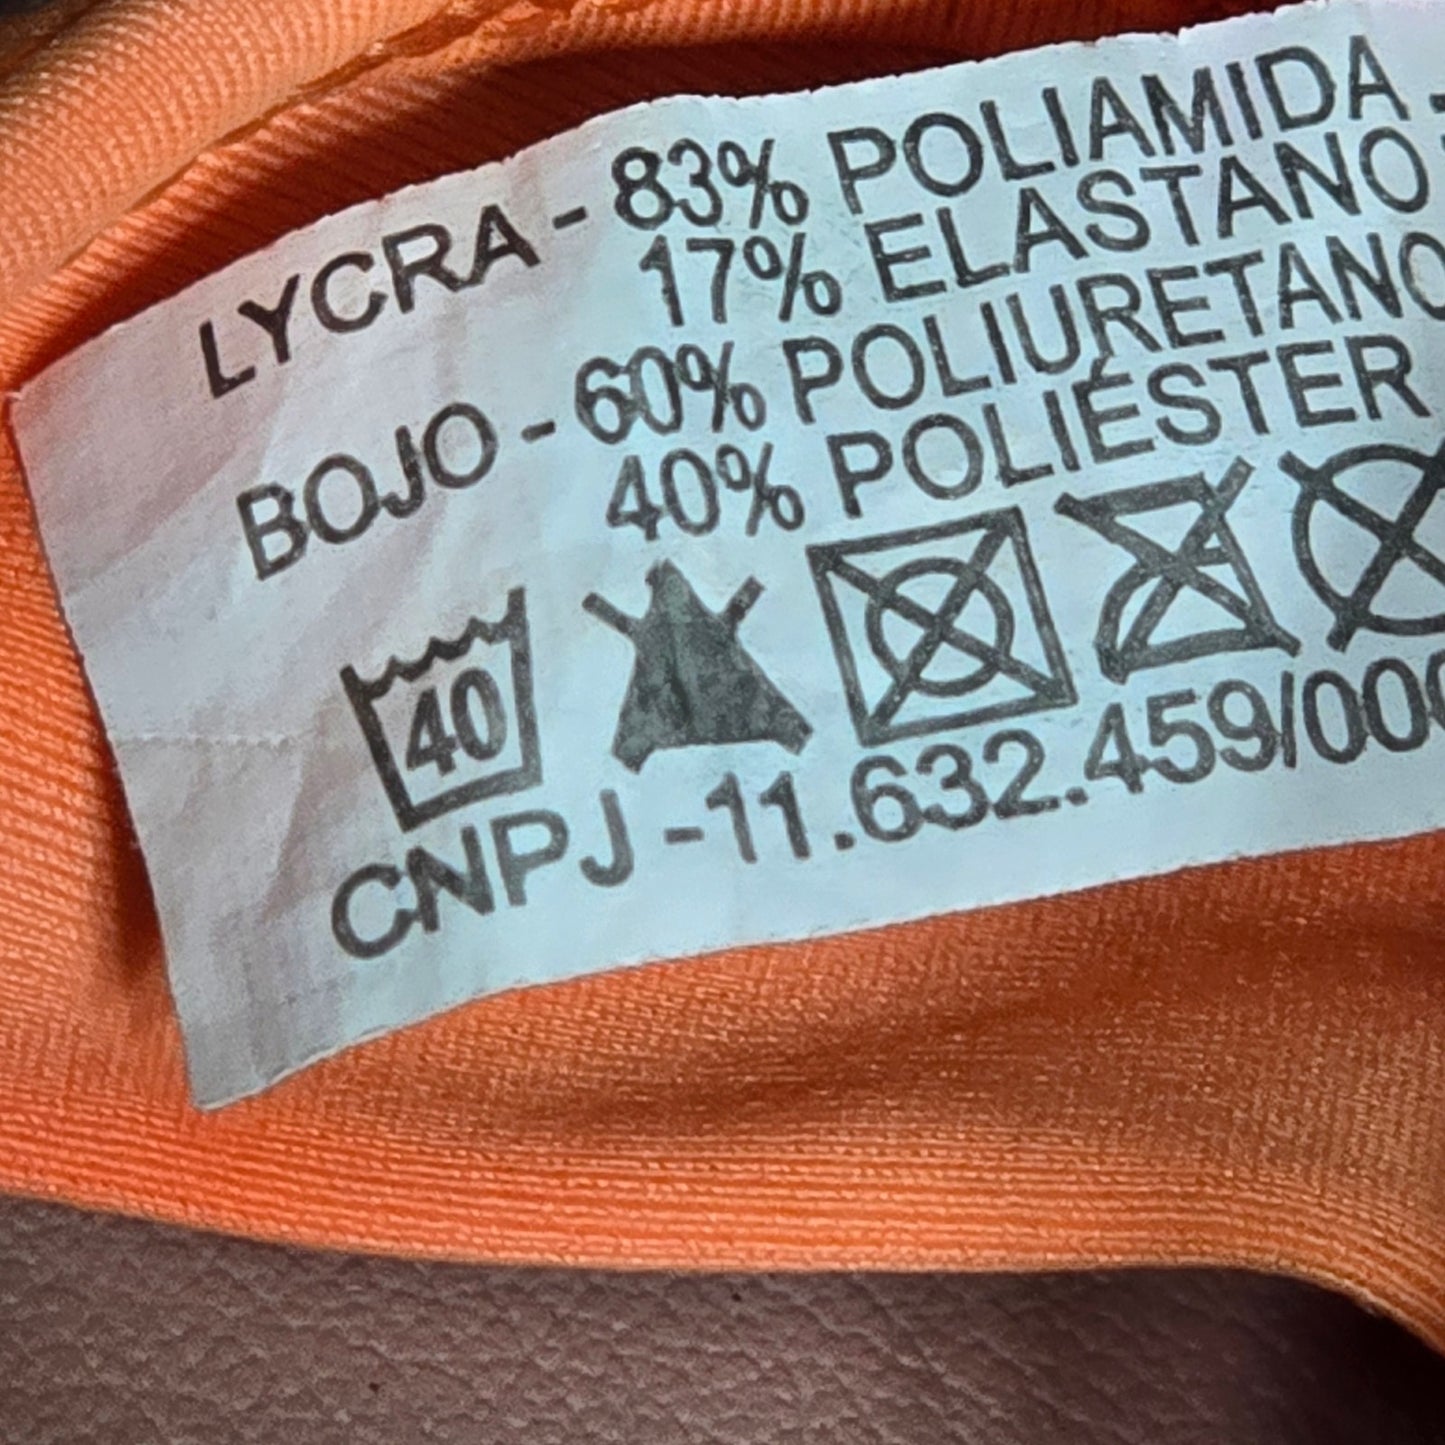 LYCRA - 83% POLIAMIDA
17% ELASTANO
BOJO - 60% POLIURETANO
40% POLIÉSTER
40
CNPJ - 11.632.459/00